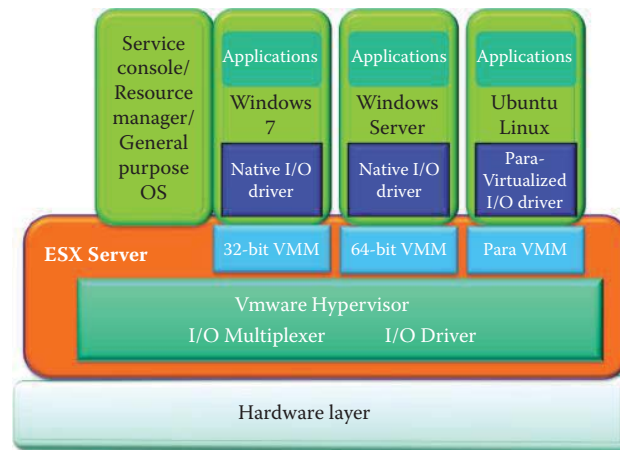 Service
console/
Resource
manager/
General
purpose
OS
Applications
Windows
7
Native I/O
driver
Applications
Windows
Server
Native I/O
driver
Applications
Ubuntu
Linux
Para-
Virtualized
I/O driver
ESX Server
32-bit VMM
64-bit VMM
Para VMM
Vmware Hypervisor
I/O Multiplexer
I/O Driver
Hardware layer